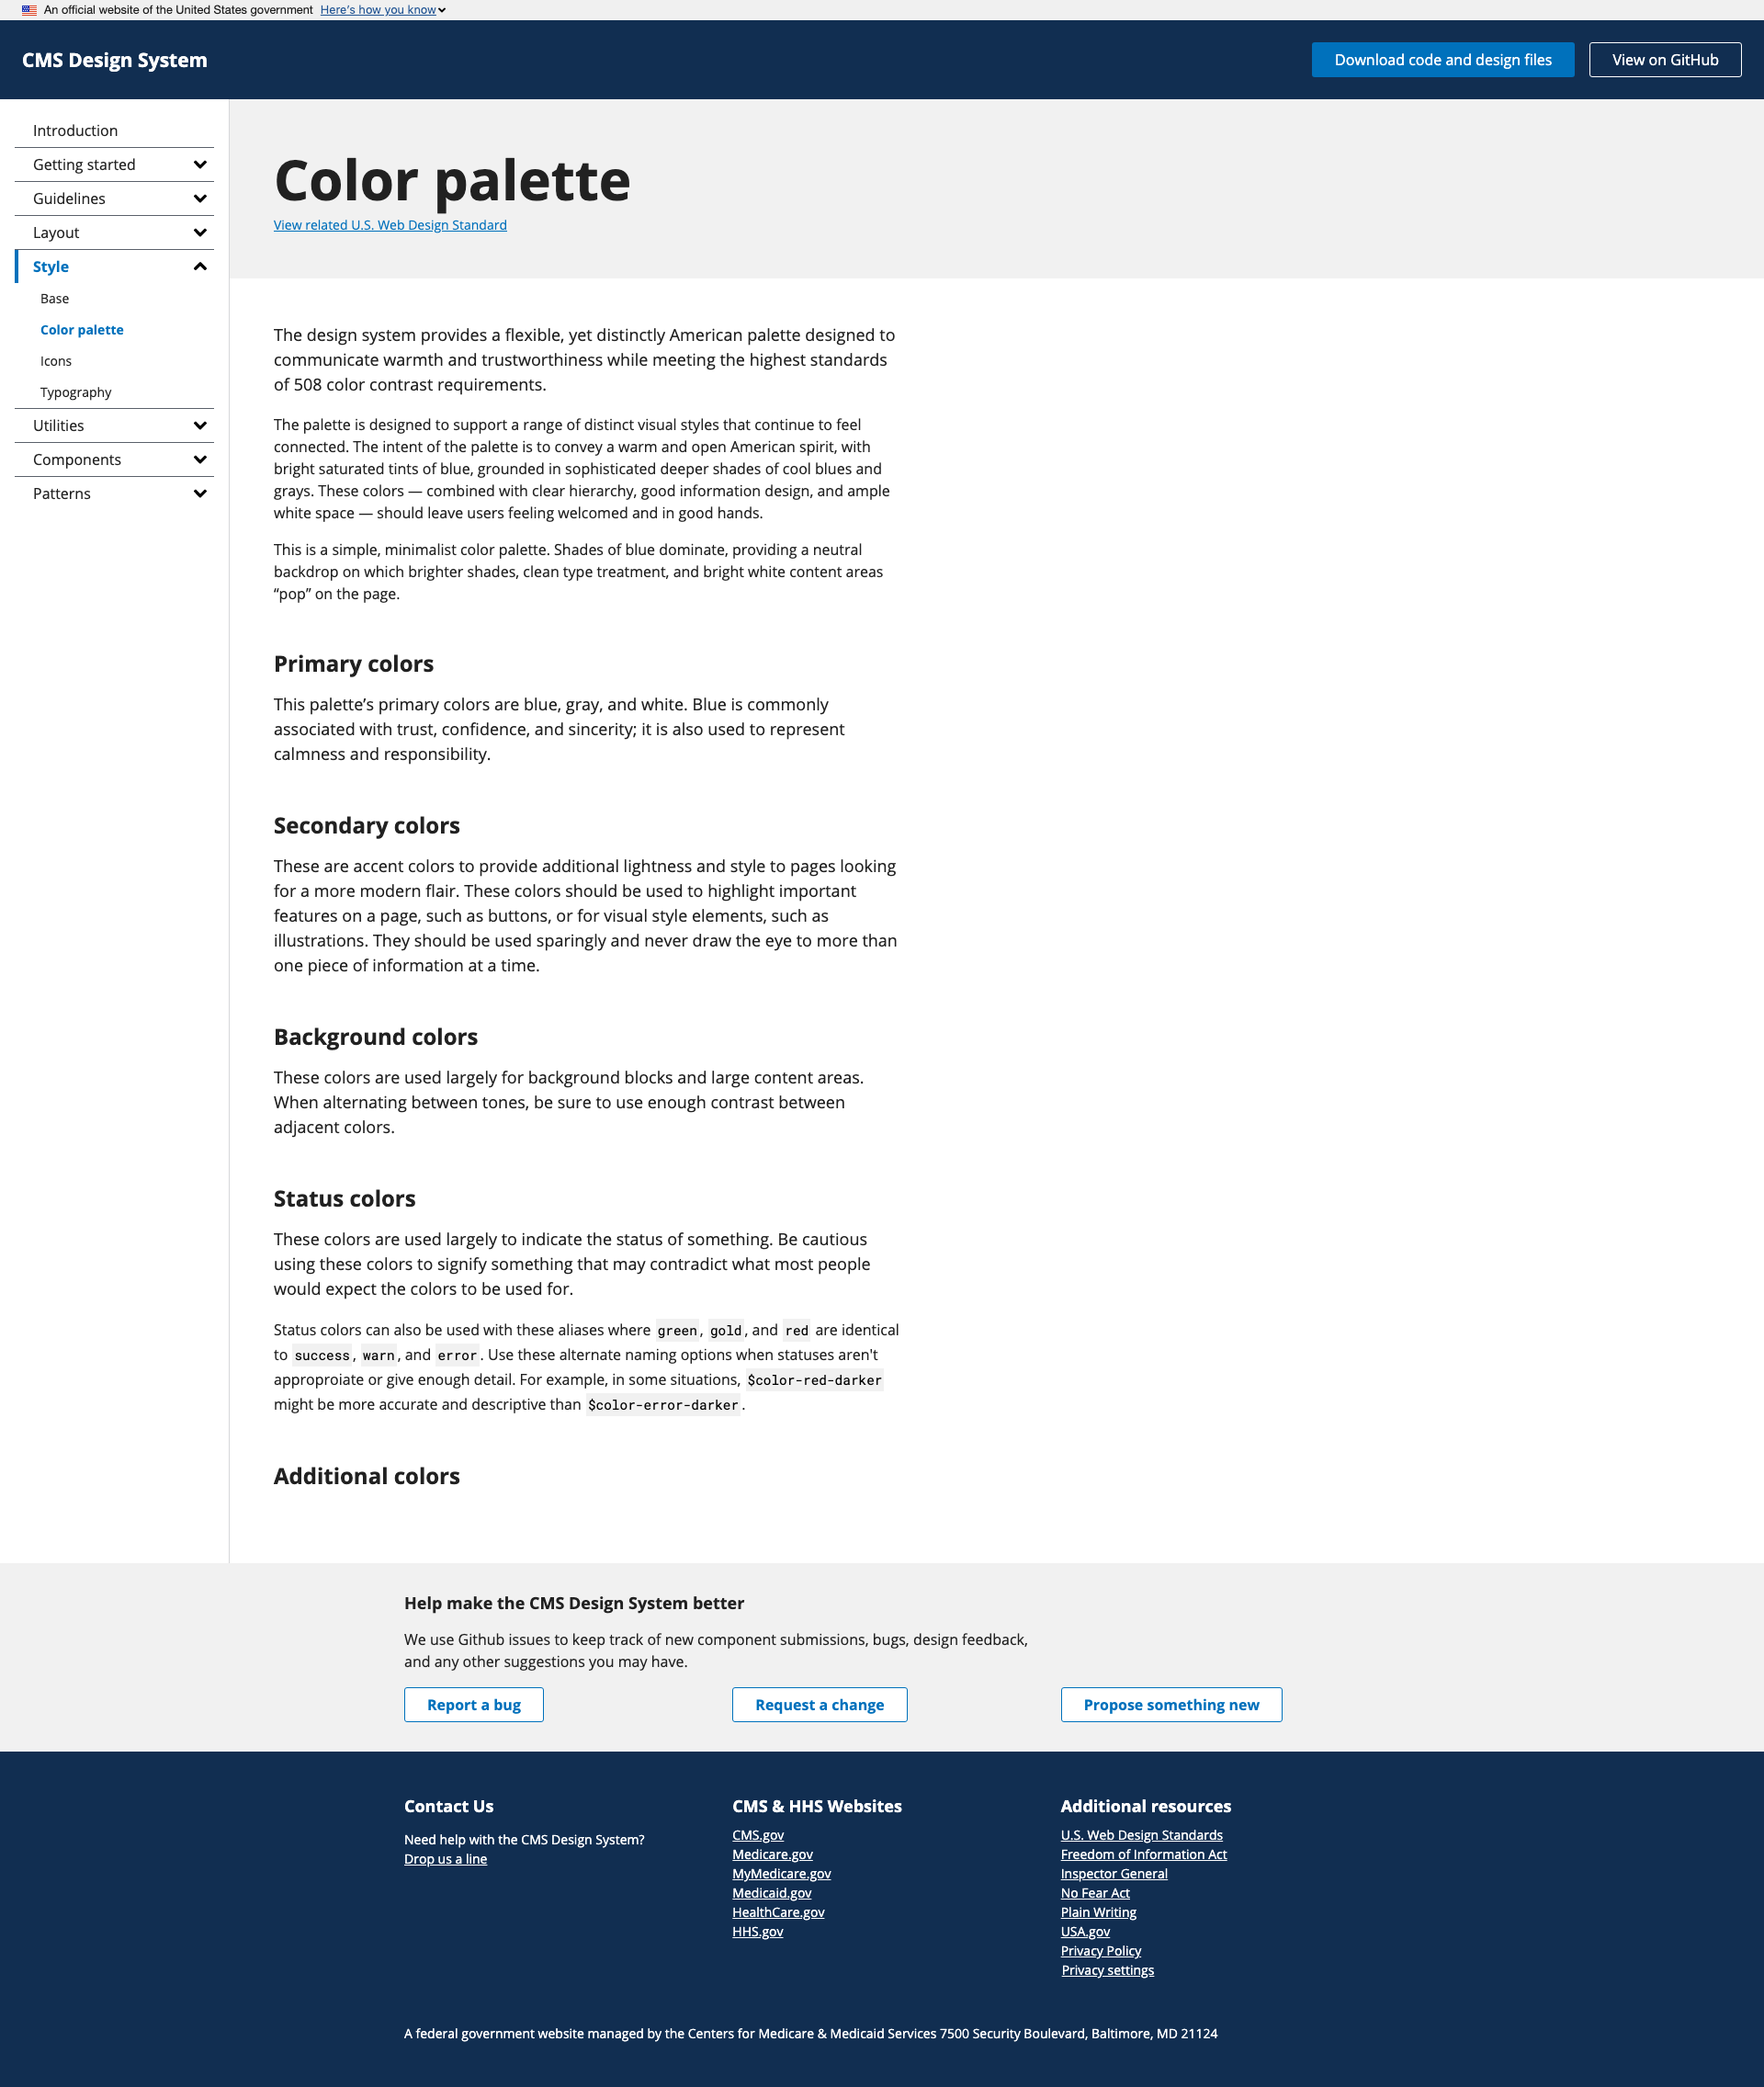 An official website of the United States government Here's how you know
CMS Design System
Download code and design files
View on GitHub
Introduction
Getting started
Guidelines
Layout
Style
Base
Color palette
Icons
Typography
Utilities
Components
Patterns
Color palette
View related U.S. Web Design Standard
The design system provides a flexible, yet distinctly American palette designed to
communicate warmth and trustworthiness while meeting the highest standards
of 508 color contrast requirements.
The palette is designed to support a range of distinct visual styles that continue to feel
connected. The intent of the palette is to convey a warm and open American spirit, with
bright saturated tints of blue, grounded in sophisticated deeper shades of cool blues and
grays. These colors — combined with clear hierarchy, good information design, and ample
white space — should leave users feeling welcomed and in good hands.
This is a simple, minimalist color palette. Shades of blue dominate, providing a neutral
backdrop on which brighter shades, clean type treatment, and bright white content areas
“pop” on the page.
Primary colors
This palette’s primary colors are blue, gray, and white. Blue is commonly
associated with trust, confidence, and sincerity; it is also used to represent
calmness and responsibility.
Secondary colors
These are accent colors to provide additional lightness and style to pages looking
for a more modern flair. These colors should be used to highlight important
features on a page, such as buttons, or for visual style elements, such as
illustrations. They should be used sparingly and never draw the eye to more than
one piece of information at a time.
Background colors
These colors are used largely for background blocks and large content areas.
When alternating between tones, be sure to use enough contrast between
adjacent colors.
Status colors
These colors are used largely to indicate the status of something. Be cautious
using these colors to signify something that may contradict what most people
would expect the colors to be used for.
Status colors can also be used with these aliases where green, gold, and red are identical
to success, warn, and error. Use these alternate naming options when statuses aren't
approproiate or give enough detail. For example, in some situations, $color-red-darker
might be more accurate and descriptive than $color-error-darker.
Additional colors
Help make the CMS Design System better
We use Github issues to keep track of new component submissions, bugs, design feedback,
and any other suggestions you may have.
Report a bug
Request a change
Propose something new
Contact Us
Need help with the CMS Design System?
Drop us a line
CMS & HHS Websites
CMS.gov
Medicare.gov
MyMedicare.gov
Medicaid.gov
HealthCare.gov
HHS.gov
Additional resources
U.S. Web Design Standards
Freedom of Information Act
Inspector General
No Fear Act
Plain Writing
USA.gov
Privacy Policy
Privacy settings
A federal government website managed by the Centers for Medicare & Medicaid Services 7500 Security Boulevard, Baltimore, MD 21124